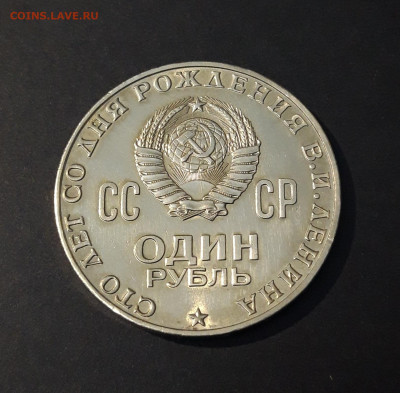 COINS.LAVE.RU
СТО ЛЕТ СО ДНЯ РОЖДЕНИЯ В.И.ЛЕНИНА
СС СР
ОДИН
РУБЛЬ